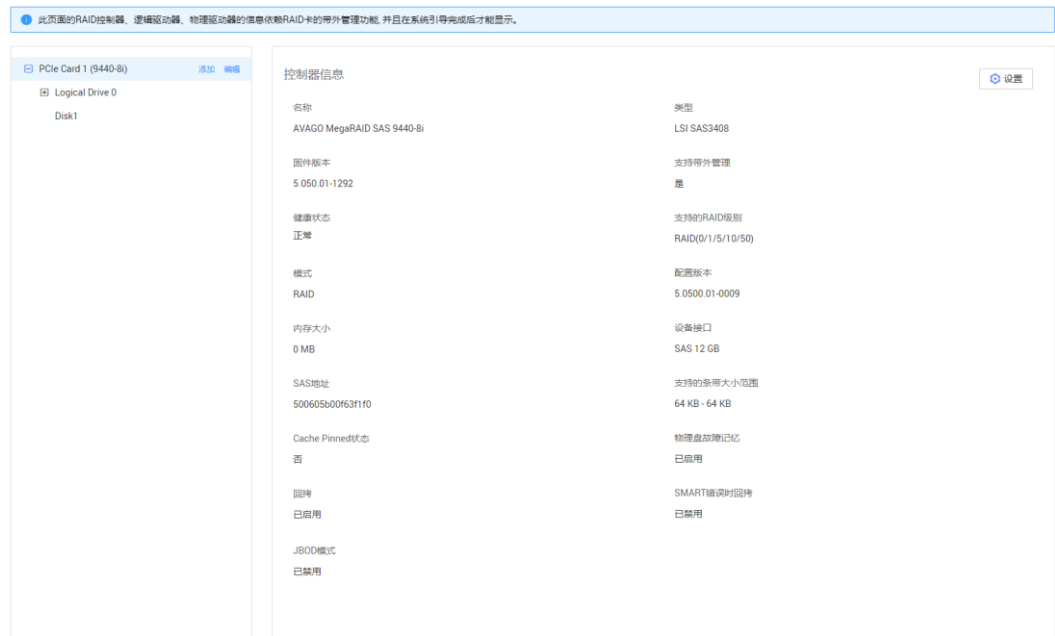 此页面的RAID控制器、逻辑驱动器、物理驱动器的信息依赖RAID卡的带外管理功能, 并且在系统引导完成后才能显示。
PCIe Card 1 (9440-8i) 添加 编辑
Logical Drive 0
Disk1
控制器信息
设置
名称 类型
AVAGO MegaRAID SAS 9440-8i LSI SAS3408
固件版本 支持带外管理
5.050.01-1292 是
健康状态 支持的RAID级别
正常 RAID(0/1/5/10/50)
模式 配置版本
RAID 5.0500.01-0009
内存大小 设备接口
0 MB SAS 12 GB
SAS地址 支持的条带大小范围
500605b00f63f1f0 64 KB - 64 KB
Cache Pinned状态 物理盘故障记忆
否 已启用
回拷 SMART错误时回拷
已启用 已禁用
JBOD模式
已禁用